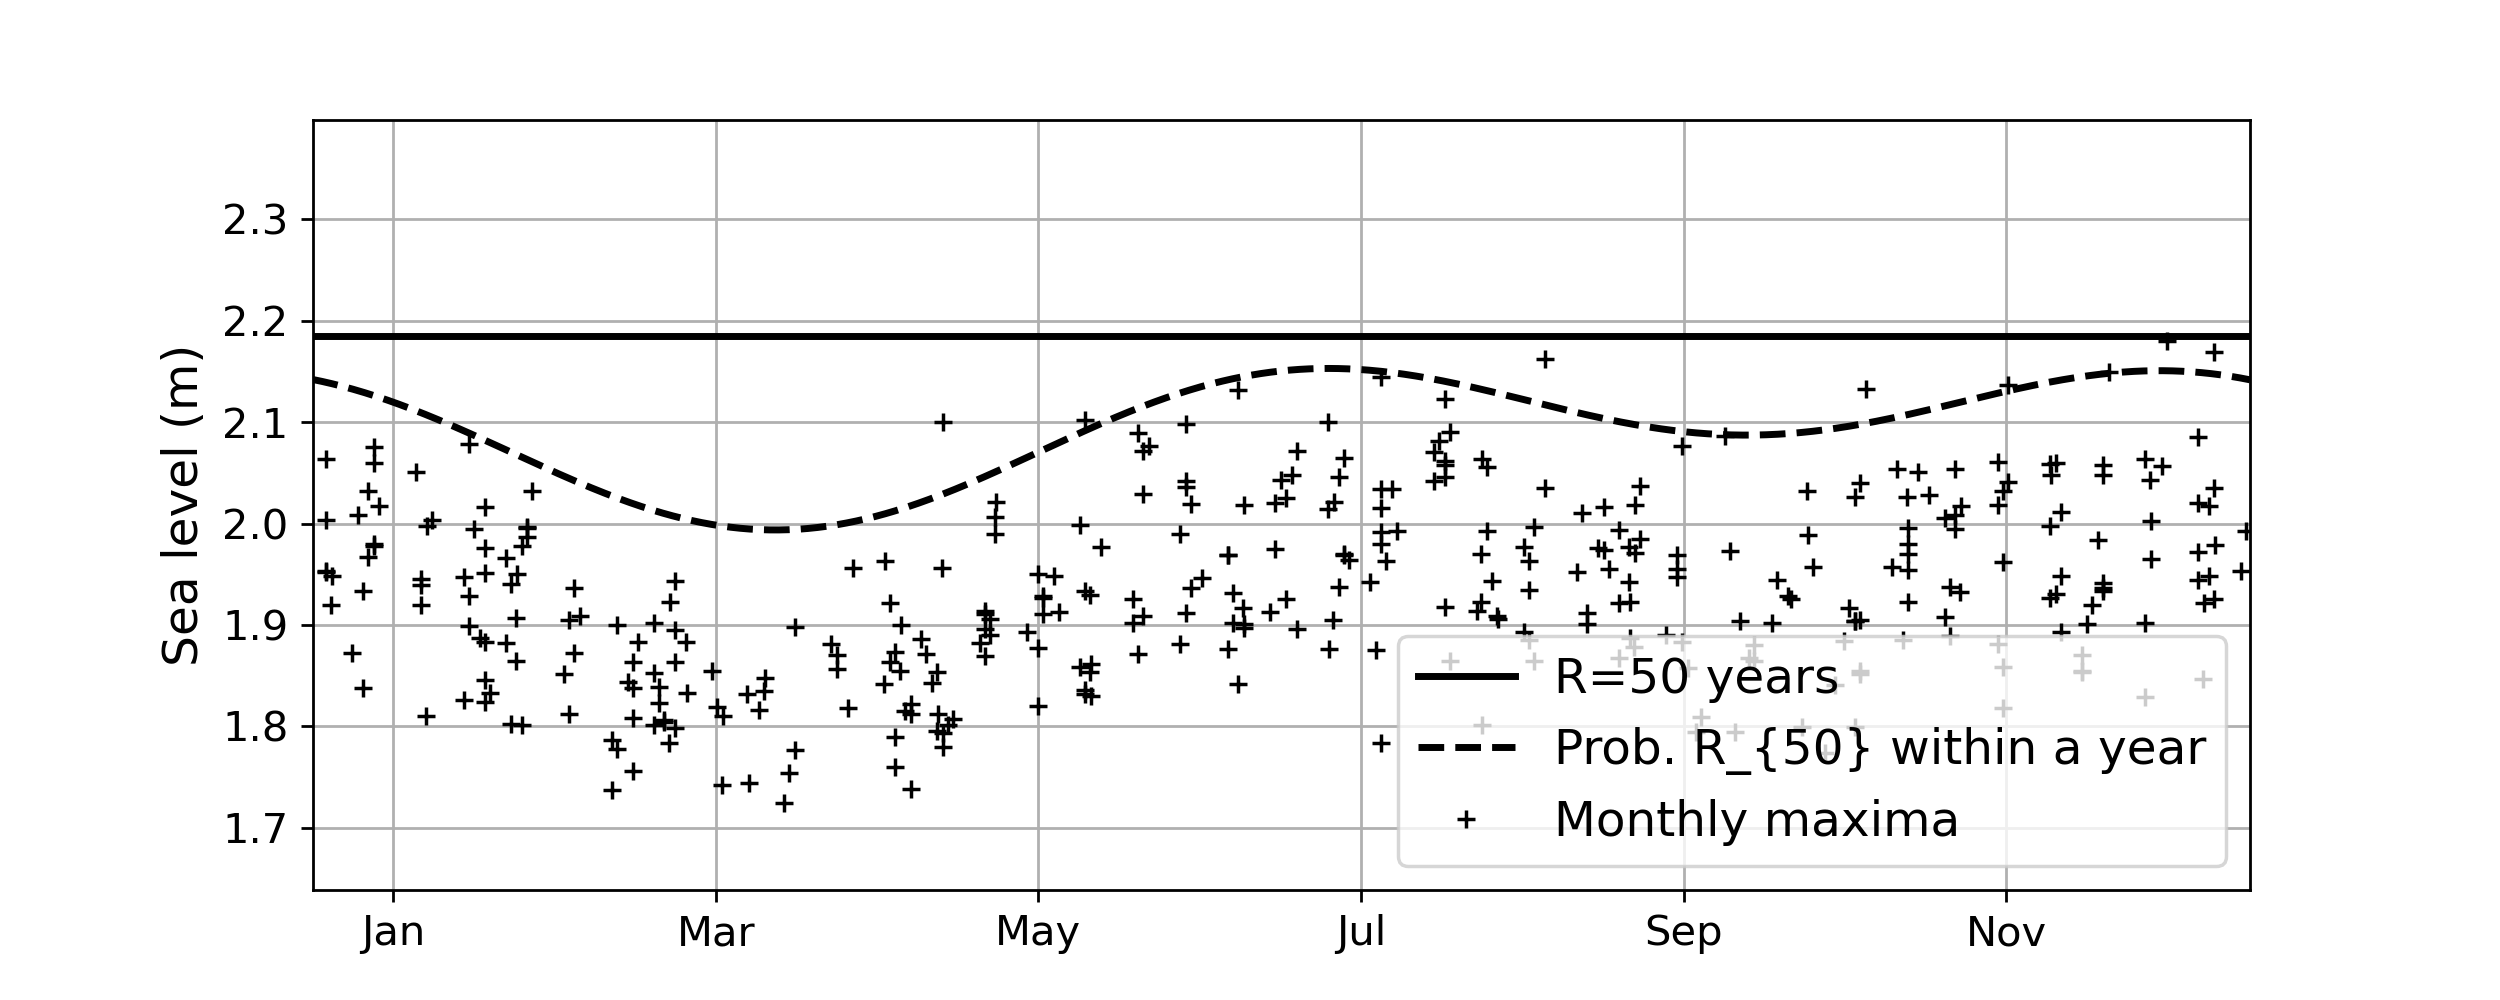 2.3
2.2
2.1
2.0
1.9
1.8
1.7
Sea level (m)
Jan Mar May Jul Sep Nov
R=50 years
Prob. R_{50} within a year
Monthly maxima